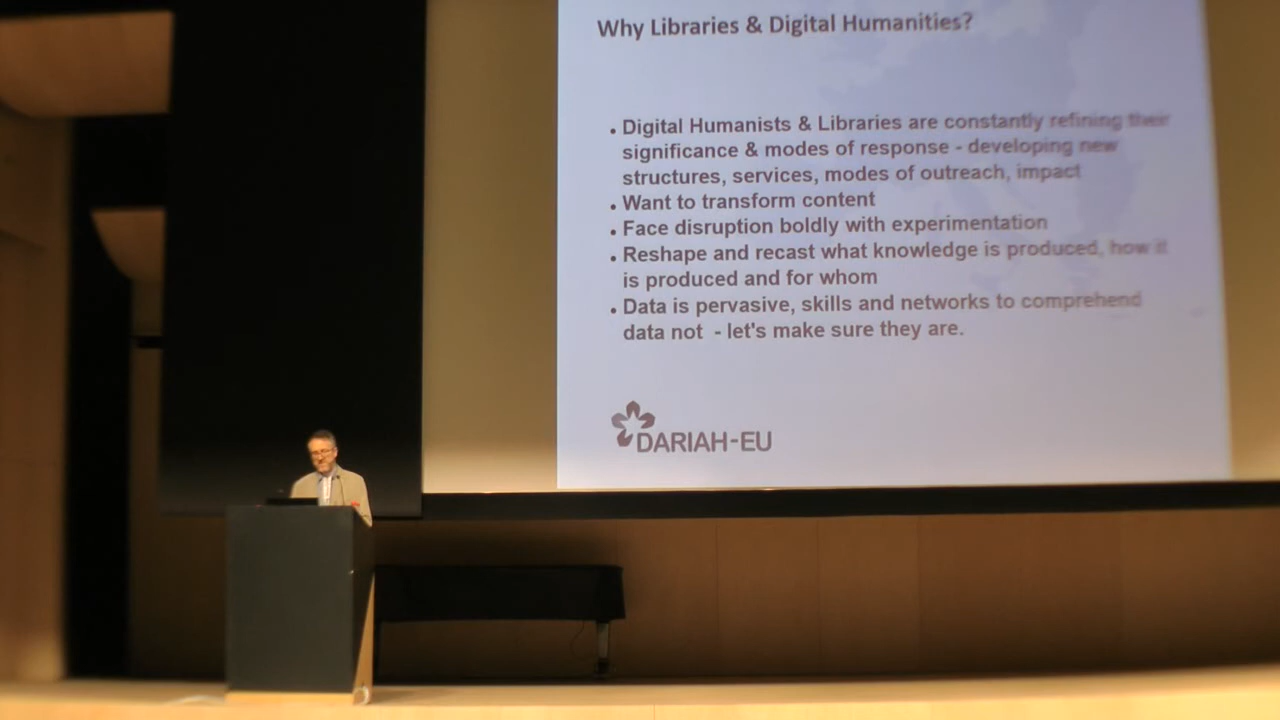 Why Libraries & Digital Humanities?
• Digital Humanists & Libraries are constantly refining their
significance & modes of response - developing new
structures, services, modes of outreach, impact
• Want to transform content
• Face disruption boldly with experimentation
• Reshape and recast what knowledge is produced, how it
is produced and for whom
• Data is pervasive, skills and networks to comprehend
data not - let's make sure they are.
DARIAH-EU